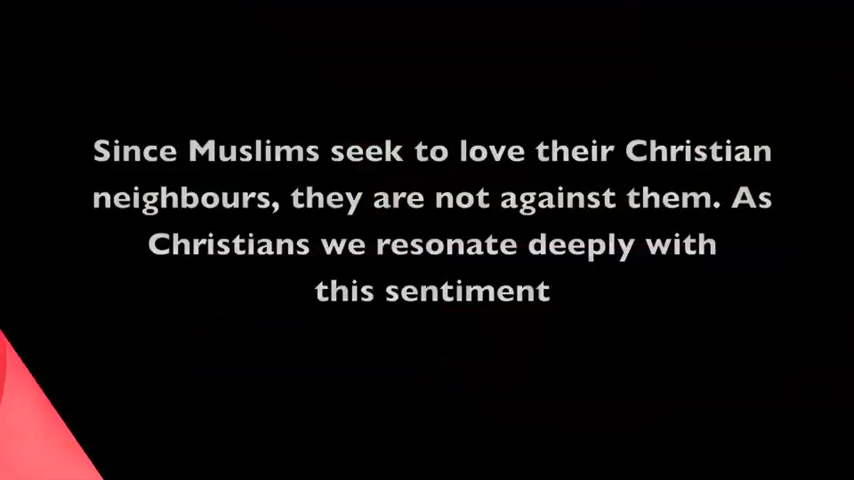 Since Muslims seek to love their Christian
neighbours, they are not against them. As
Christians we resonate deeply with
this sentiment